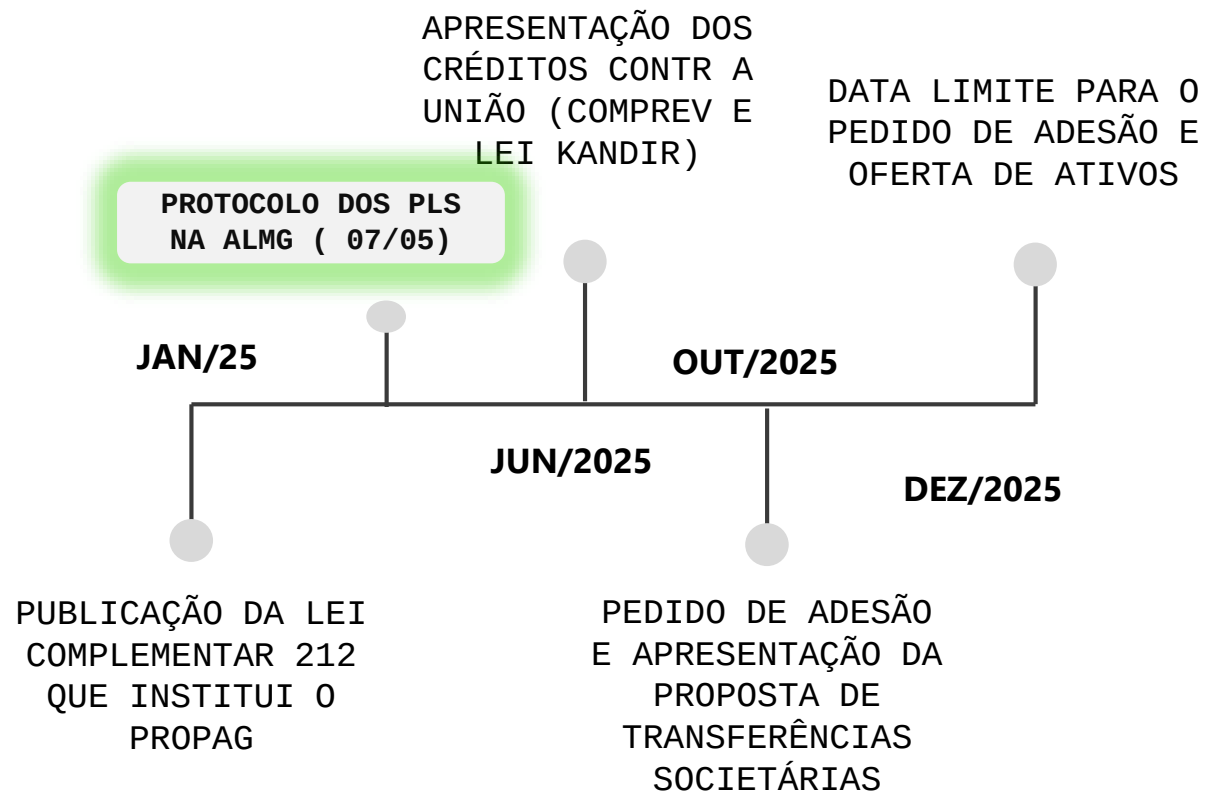 APRESENTAÇÃO DOS
CRÉDITOS CONTR A
UNIÃO (COMPREV E
LEI KANDIR)
DATA LIMITE PARA O
PEDIDO DE ADESÃO E
OFERTA DE ATIVOS
PROTOCOLO DOS PLS
NA ALMG ( 07/05)
JAN/25
OUT/2025
JUN/2025
DEZ/2025
PUBLICAÇÃO DA LEI
COMPLEMENTAR 212
QUE INSTITUI O
PROPAG
PEDIDO DE ADESÃO
E APRESENTAÇÃO DA
PROPOSTA DE
TRANSFERÊNCIAS
SOCIETÁRIAS